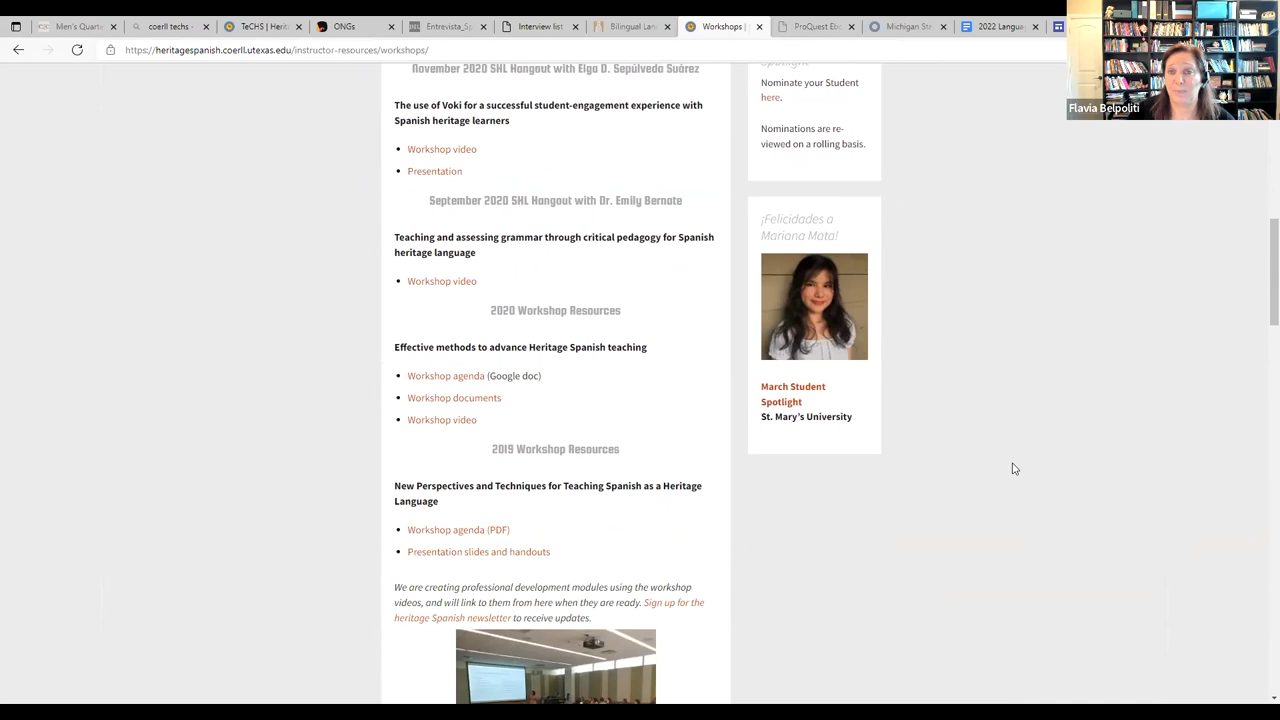 Men's Quarte
coerll techs -
TeCHS | Herit
ONGs
Entrevista_Sp
Interview list
Bilingual Lan
Workshops |
ProQuest Ebo
Michigan Sta
2022 Languag
https://heritagespanish.coerll.utexas.edu/instructor-resources/workshops/
Flavia Belpoliti
November 2020 SHL Hangout with Elga D. Sepúlveda Suárez
The use of Voki for a successful student-engagement experience with
Spanish heritage learners
Workshop video
Presentation
September 2020 SHL Hangout with Dr. Emily Bernate
Teaching and assessing grammar through critical pedagogy for Spanish
heritage language
Workshop video
2020 Workshop Resources
Effective methods to advance Heritage Spanish teaching
Workshop agenda (Google doc)
Workshop documents
Workshop video
2019 Workshop Resources
New Perspectives and Techniques for Teaching Spanish as a Heritage
Language
Workshop agenda (PDF)
Presentation slides and handouts
We are creating professional development modules using the workshop
videos, and will link to them from here when they are ready. Sign up for the
heritage Spanish newsletter to receive updates.
Spotlight
Nominate your Student
here.
Nominations are re-
viewed on a rolling basis.
¡Felicidades a
Mariana Mata!
March Student
Spotlight
St. Mary's University